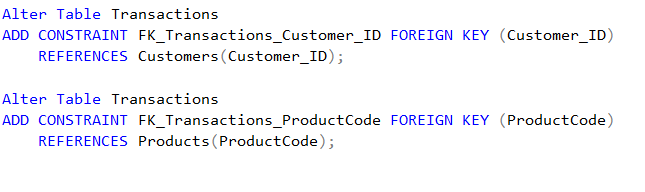 Alter Table Transactions
ADD CONSTRAINT FK_Transactions_Customer_ID FOREIGN KEY (Customer_ID)
REFERENCES Customers(Customer_ID);
Alter Table Transactions
ADD CONSTRAINT FK_Transactions_ProductCode FOREIGN KEY (ProductCode)
REFERENCES Products(ProductCode);